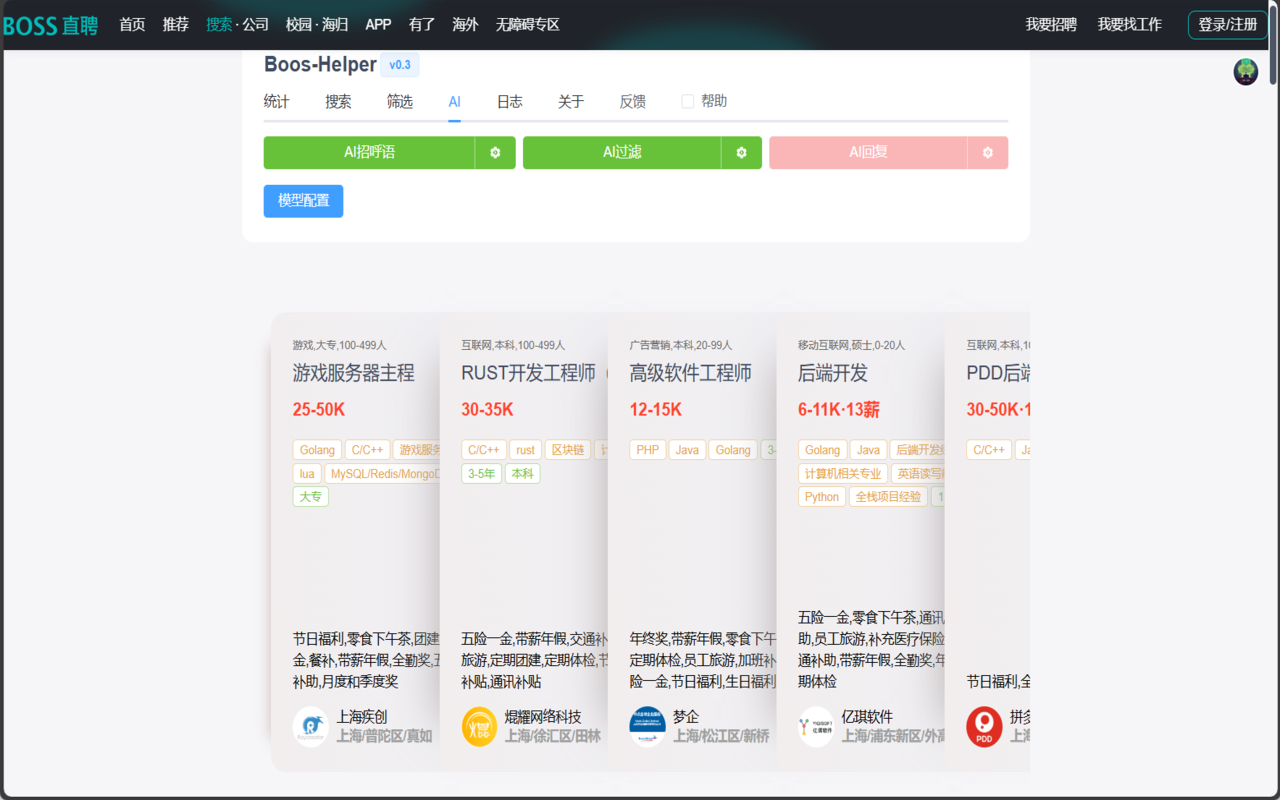 BOSS 直聘 首页 推荐 搜索 · 公司 校园 · 海归 APP 有了 海外 无障碍专区 我要招聘 我要找工作 登录/注册
Boos-Helper v0.3
统计 搜索 筛选 AI 日志 关于 反馈 帮助
AI招呼语 AI过滤 AI回复
模型配置
游戏,大专,100-499人
游戏服务器主程
25-50K
Golang C/C++ 游戏服务
lua MySQL/Redis/Mongo
大专
节日福利,零食下午茶,团建
金,餐补,带薪年假,全勤奖,五
补助,月度和季度奖
上海疾创
上海/普陀区/真如
互联网,本科,100-499人
RUST开发工程师
30-35K
C/C++ rust 区块链 计
3-5年 本科
五险一金,带薪年假,交通补
旅游,定期团建,定期体检,节
补贴,通讯补贴
焜耀网络科技
上海/徐汇区/田林
广告营销,本科,20-99人
高级软件工程师
12-15K
PHP Java Golang 3-
年终奖,带薪年假,零食下午
定期体检,员工旅游,加班补
险一金,节日福利,生日福利
梦企
上海/松江区/新桥
移动互联网,硕士,0-20人
后端开发
6-11K·13薪
Golang Java 后端开发
计算机相关专业 英语读写
Python 全栈项目经验 1
五险一金,零食下午茶,通讯
助,员工旅游,补充医疗保险
通补助,带薪年假,全勤奖,年
期体检
亿琪软件
上海/浦东新区/外高
互联网,本科,10
PDD后端
30-50K·1
C/C++ Ja
节日福利,全
PDD
拼多
上海